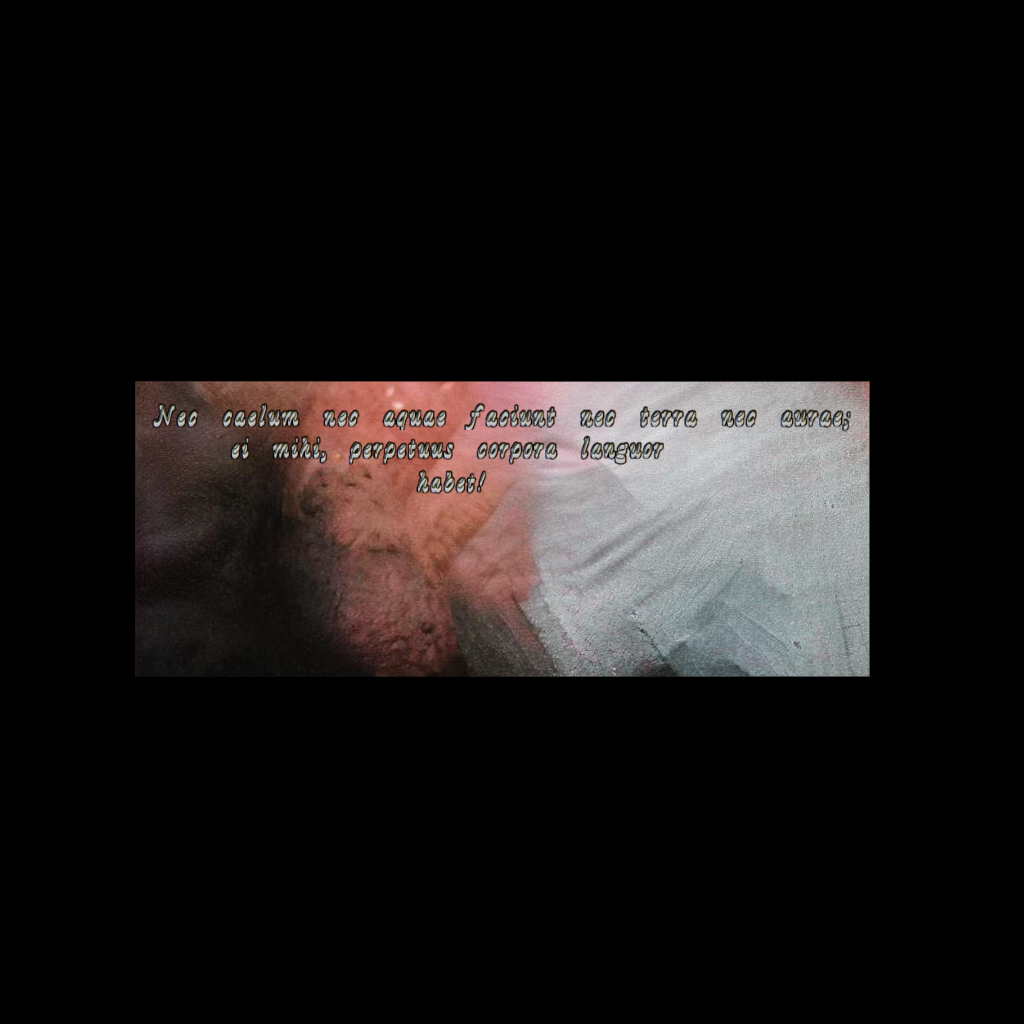 Nec caelum nec aquae faciunt nec terra nec aurae;
ei mihi, perpetuus corpora languor
habet!